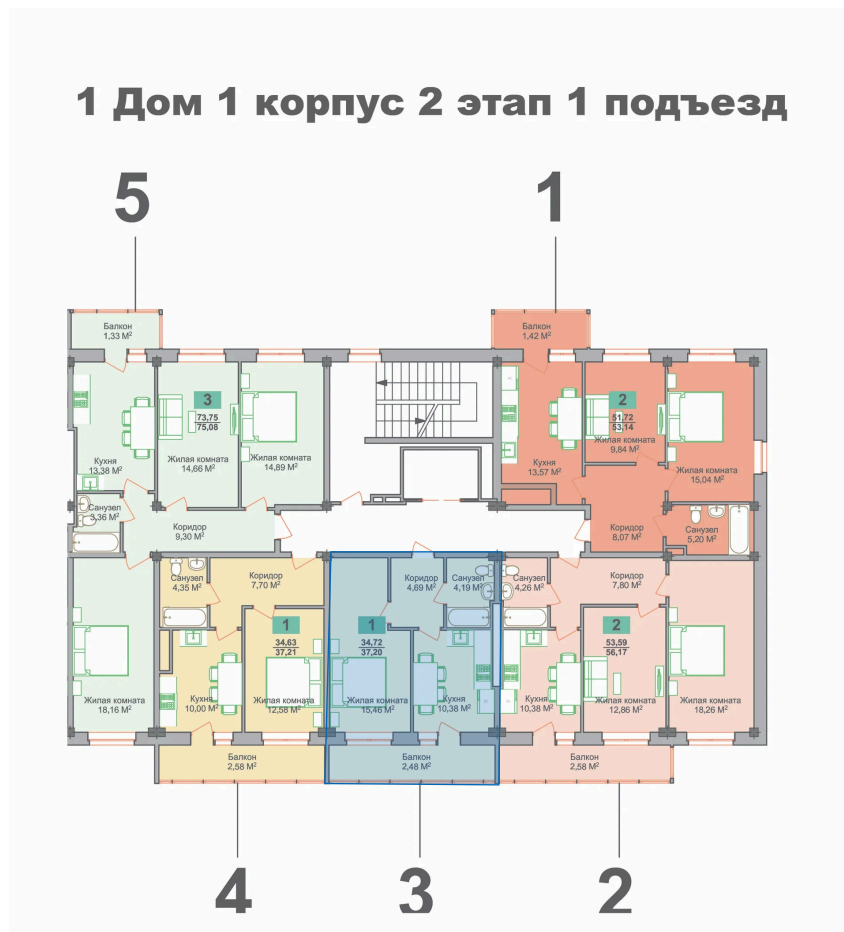 1 Дом 1 корпус 2 этап 1 подъезд
5
1
Балкон
1,33 М²
Балкон
1,42 М²
3
73,75
75,08
2
51,72
53,14
Кухня
13,38 М²
Жилая комната
14,66 М²
Жилая комната
14,89 М²
Кухня
13,57 М²
Жилая комната
9,84 М²
Жилая комната
15,04 М²
Санузел
3,36 М²
Коридор
9,30 М²
Коридор
8,07 М²
Санузел
5,20 М²
Санузел
4,35 М²
Коридор
7,70 М²
Коридор
4,69 М²
Санузел
4,19 М²
Санузел
4,26 М²
Коридор
7,80 М²
1
34,63
37,21
1
34,72
37,20
2
53,59
56,17
Жилая комната
18,16 М²
Кухня
10,00 М²
Жилая комната
12,58 М²
Жилая комната
15,46 М²
Кухня
10,38 М²
Кухня
10,38 М²
Жилая комната
12,86 М²
Жилая комната
18,26 М²
Балкон
2,58 М²
Балкон
2,48 М²
Балкон
2,58 М²
4
3
2